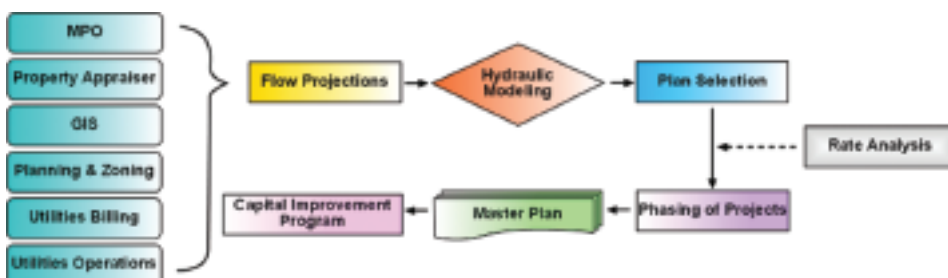 MPO
Property Appraiser
GIS
Planning & Zoning
Utilities Billing
Utilities Operations
Flow Projections
Hydraulic
Modeling
Plan Selection
Rate Analysis
Phasing of Projects
Master Plan
Capital Improvement
Program